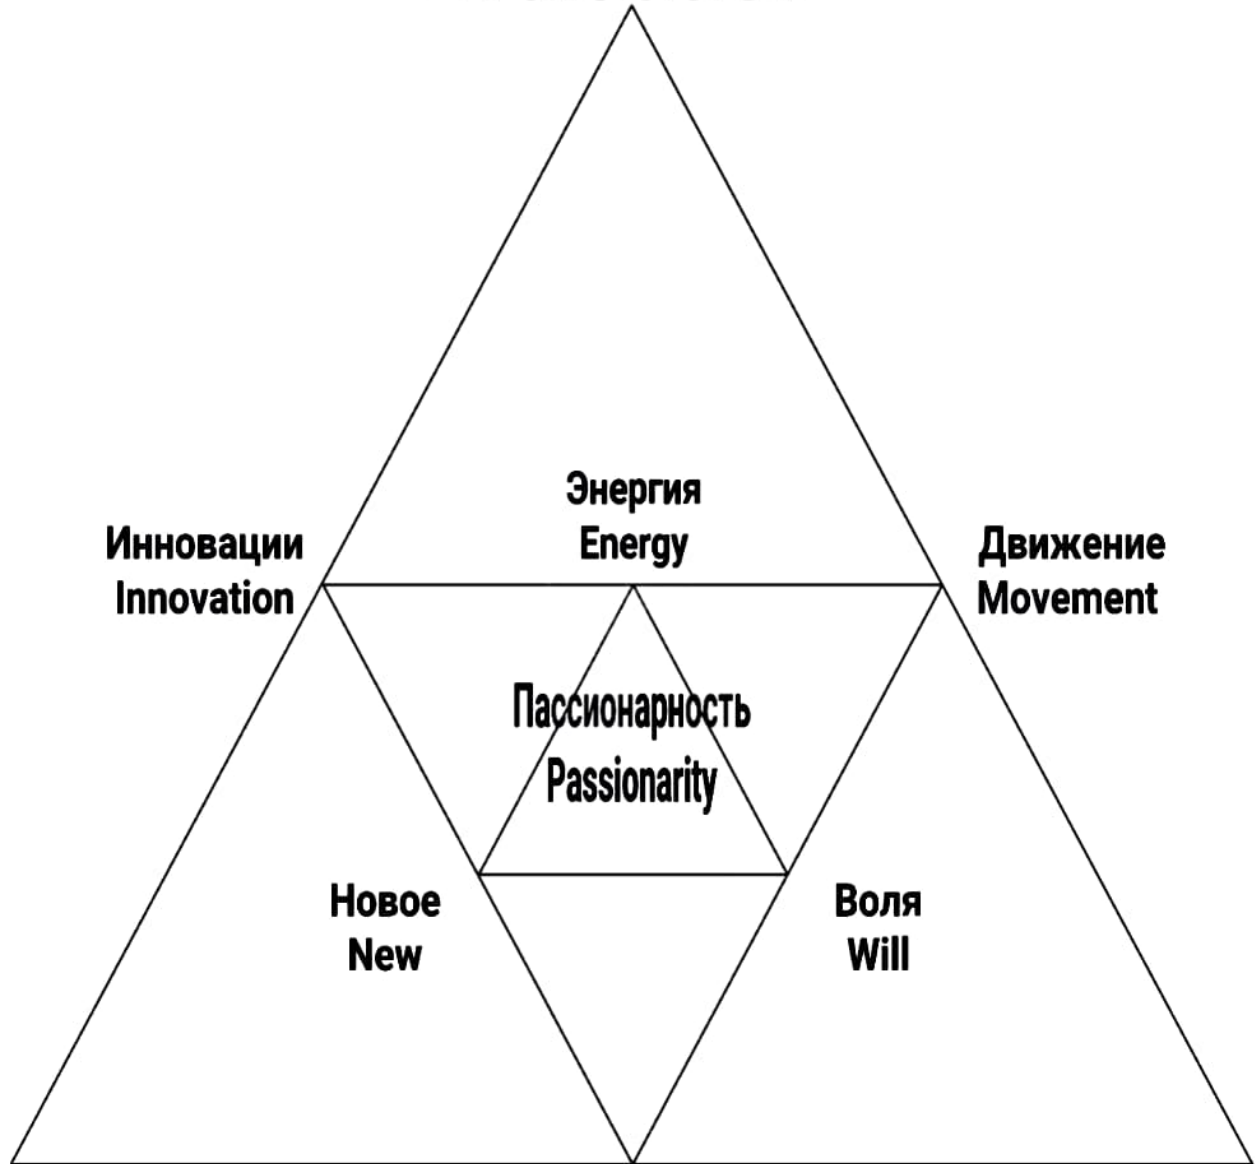 Энергия
Energy
Инновации
Innovation
Движение
Movement
Пассионарность
Passionarity
Новое
New
Воля
Will